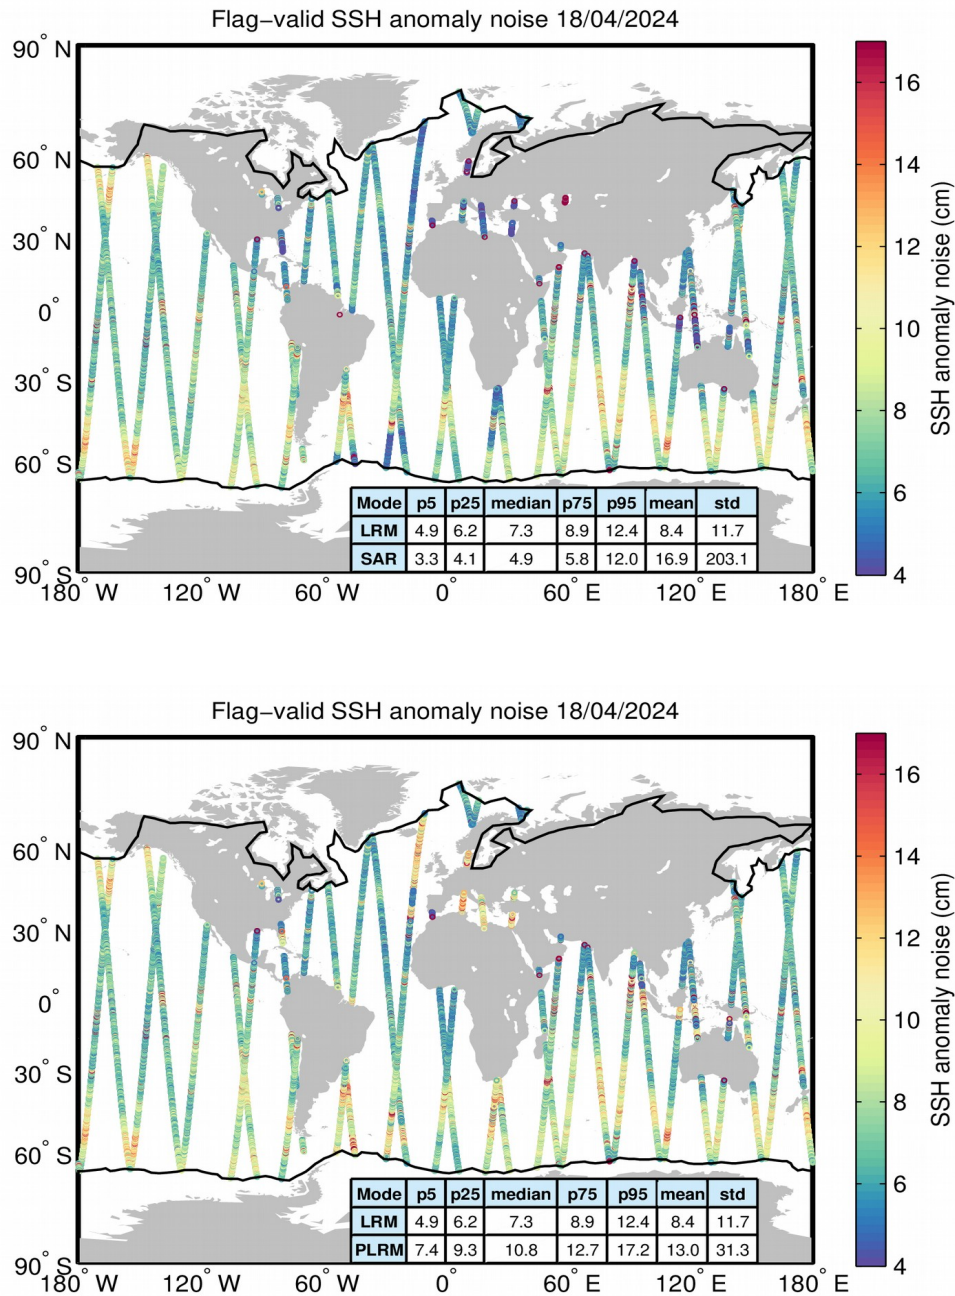 Flag−valid SSH anomaly noise 18/04/2024
90° N
60° N
30° N
0°
30° S
60° S
90° S
180° W
120° W
60° W
0°
60° E
120° E
180° E
16
14
12
10
8
6
4
SSH anomaly noise (cm)
Mode p5 p25 median p75 p95 mean std
LRM 4.9 6.2 7.3 8.9 12.4 8.4 11.7
SAR 3.3 4.1 4.9 5.8 12.0 16.9 203.1
Flag−valid SSH anomaly noise 18/04/2024
90° N
60° N
30° N
0°
30° S
60° S
90° S
180° W
120° W
60° W
0°
60° E
120° E
180° E
16
14
12
10
8
6
4
SSH anomaly noise (cm)
Mode p5 p25 median p75 p95 mean std
LRM 4.9 6.2 7.3 8.9 12.4 8.4 11.7
PLRM 7.4 9.3 10.8 12.7 17.2 13.0 31.3